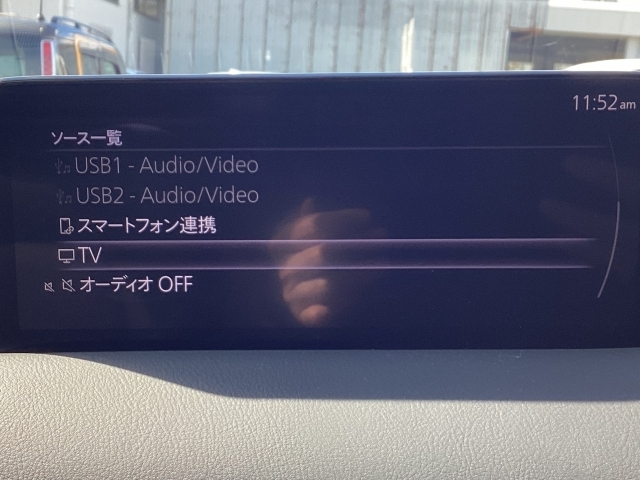 11:52am
ソース一覧
USB1 - Audio/Video
USB2 - Audio/Video
スマートフォン連携
TV
オーディオ OFF